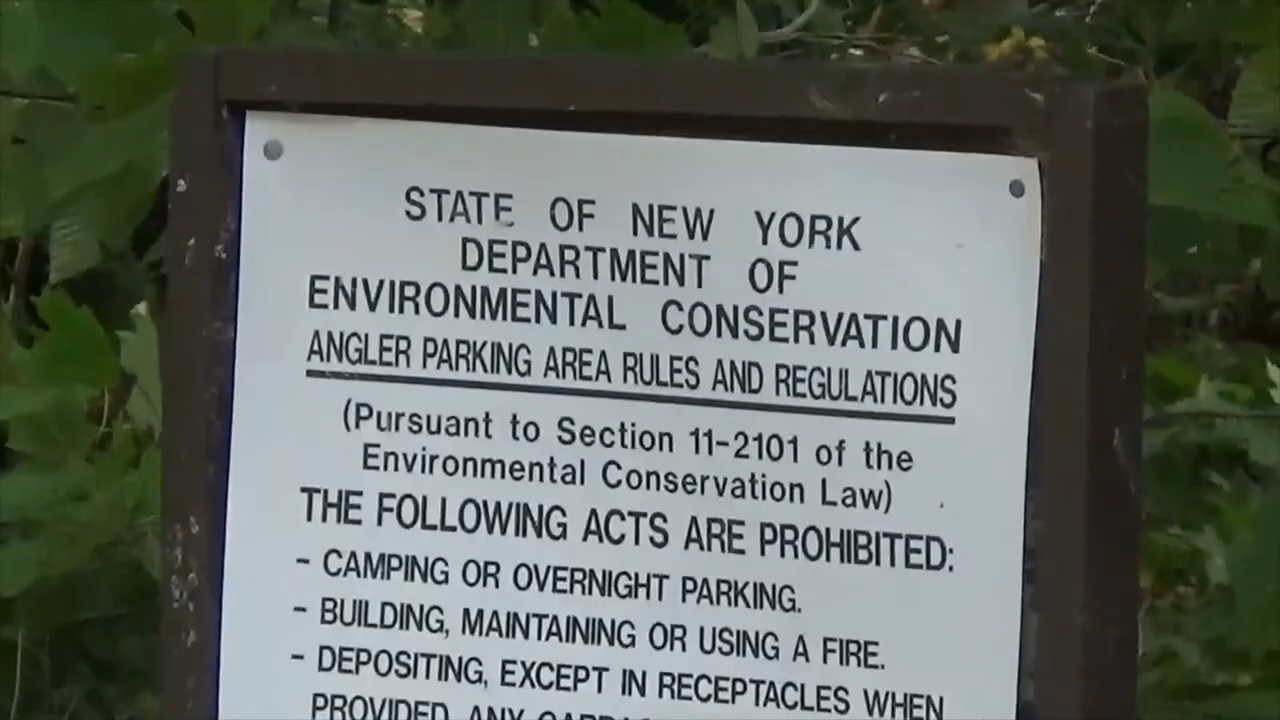 STATE OF NEW YORK
DEPARTMENT OF
ENVIRONMENTAL CONSERVATION
ANGLER PARKING AREA RULES AND REGULATIONS
(Pursuant to Section 11-2101 of the
Environmental Conservation Law)
THE FOLLOWING ACTS ARE PROHIBITED:
- CAMPING OR OVERNIGHT PARKING.
- BUILDING, MAINTAINING OR USING A FIRE.
- DEPOSITING, EXCEPT IN RECEPTACLES WHEN
PROVIDED, ANY